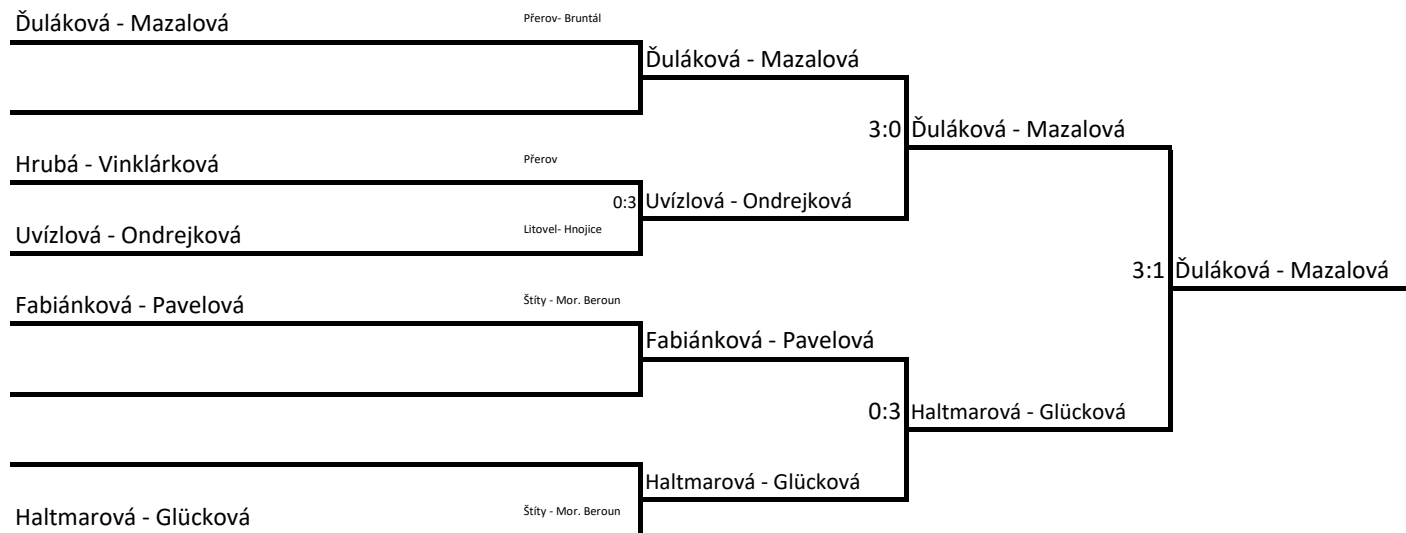 Ďuláková - Mazalová Přerov- Bruntál
Ďuláková - Mazalová
3:0 Ďuláková - Mazalová
Hrubá - Vinklárková Přerov
0:3 Uvízlová - Ondrejková
Uvízlová - Ondrejková Litovel- Hnojice
3:1 Ďuláková - Mazalová
Fabiánková - Pavelová Štíty - Mor. Beroun
Fabiánková - Pavelová
0:3 Haltmarová - Glücková
Haltmarová - Glücková
Haltmarová - Glücková Štíty - Mor. Beroun